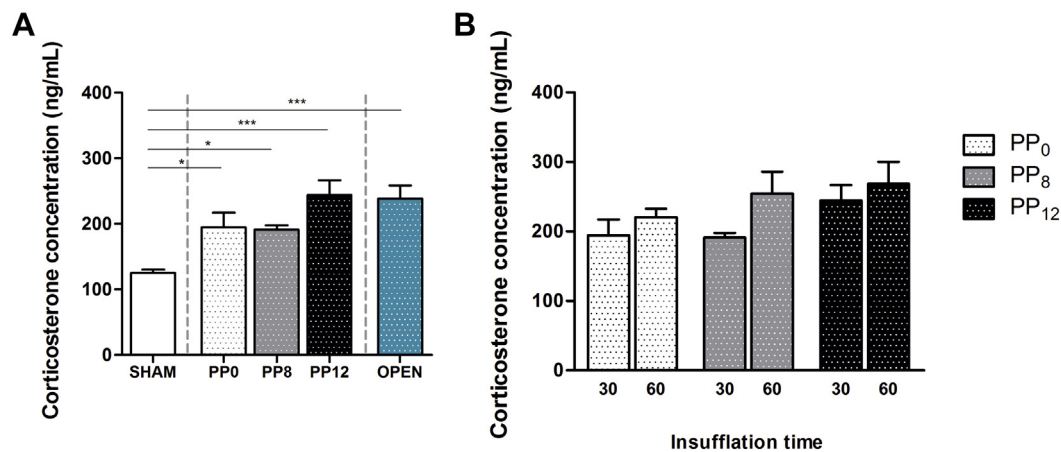 A
Corticosterone concentration (ng/mL)
400
300
200
100
0
***
***
*
*
SHAM PP0 PP8 PP12 OPEN
B
Corticosterone concentration (ng/mL)
400
300
200
100
0
30 60 30 60 30 60
Insufflation time
PP0
PP8
PP12